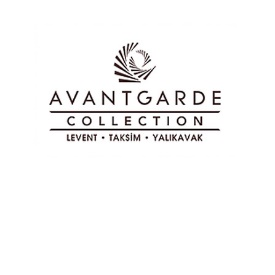 AVANTGARDE
COLLECTION
LEVENT • TAKSİM • YALIKAVAK